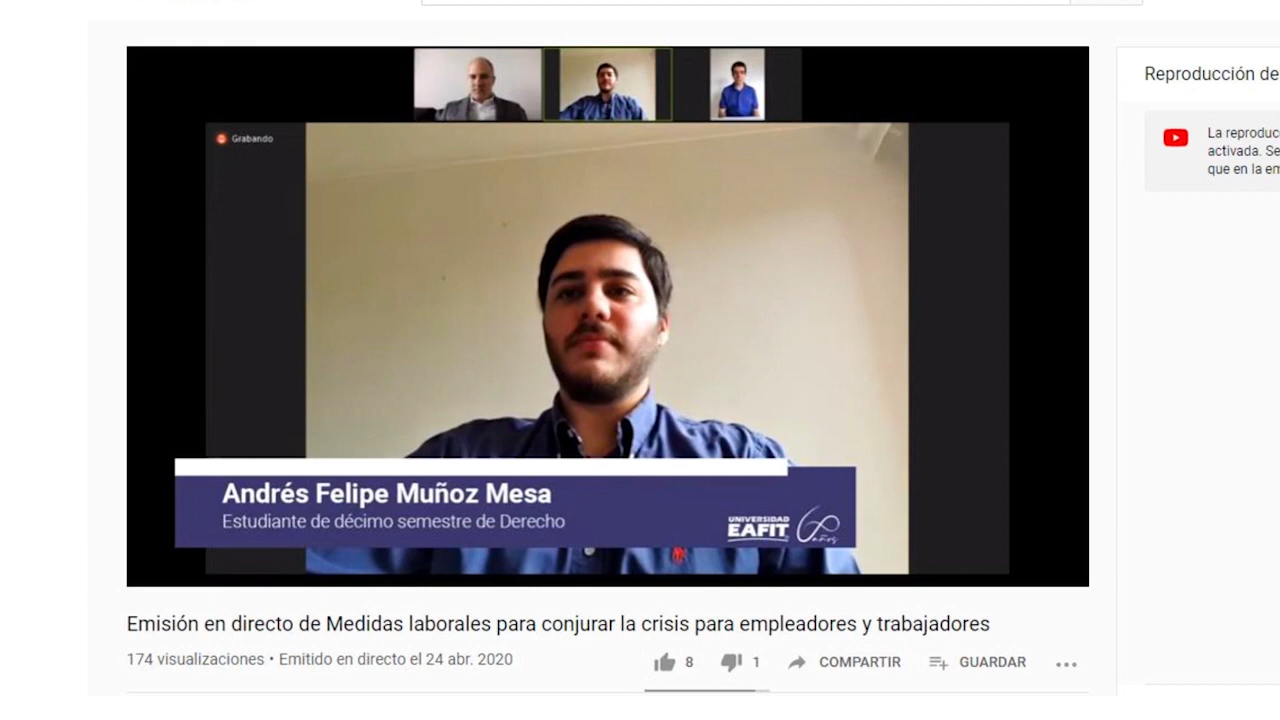 Grabando
Andrés Felipe Muñoz Mesa
Estudiante de décimo semestre de Derecho
UNIVERSIDAD
EAFIT
60
años
Reproducción de
La reproduc
activada. Se
que en la em
Emisión en directo de Medidas laborales para conjurar la crisis para empleadores y trabajadores
174 visualizaciones • Emitido en directo el 24 abr. 2020
8
1
COMPARTIR
GUARDAR